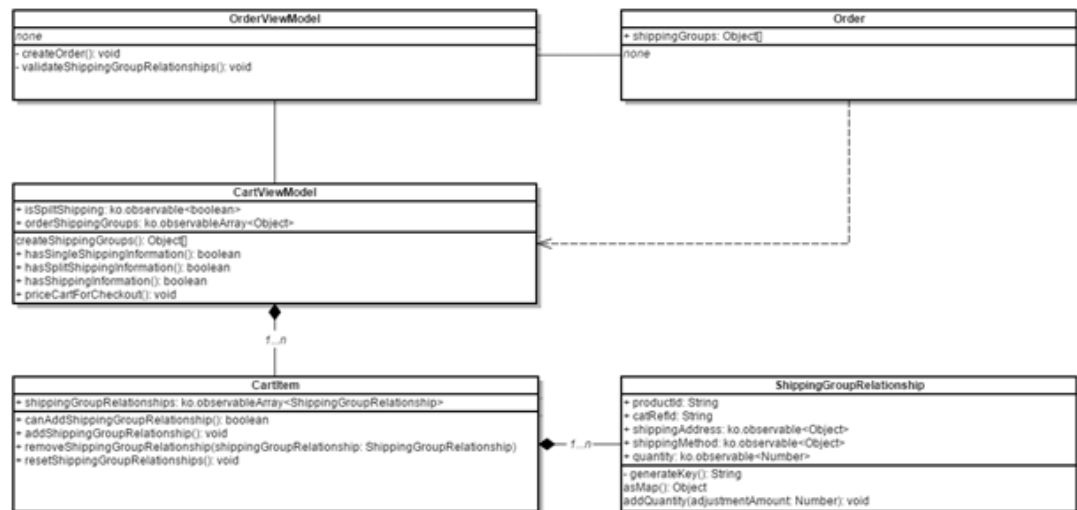 OrderViewModel
none
- createOrder(): void
- validateShippingGroupRelationships(): void
Order
+ shippingGroups: Object[]
none
CartViewModel
+ isSplitShipping: ko.observable<boolean>
+ orderShippingGroups: ko.observableArray<Object>
createShippingGroups(): Object[]
+ hasSingleShippingInformation(): boolean
+ hasSplitShippingInformation(): boolean
+ hasShippingInformation(): boolean
+ priceCartForCheckout(): void
1...n
CartItem
+ shippingGroupRelationships: ko.observableArray<ShippingGroupRelationship>
+ canAddShippingGroupRelationship(): boolean
+ addShippingGroupRelationship(): void
+ removeShippingGroupRelationship(shippingGroupRelationship: ShippingGroupRelationship)
+ resetShippingGroupRelationships(): void
1...n
ShippingGroupRelationship
+ productId: String
+ catRefId: String
+ shippingAddress: ko.observable<Object>
+ shippingMethod: ko.observable<Object>
+ quantity: ko.observable<Number>
- generateKey(): String
asMap(): Object
addQuantity(adjustmentAmount: Number): void